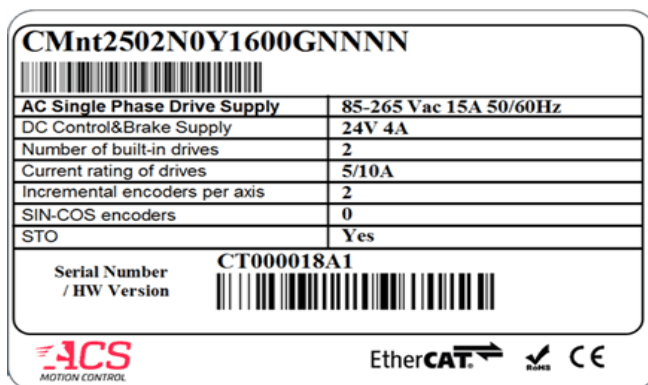 CMnt2502N0Y1600GNNNN
AC Single Phase Drive Supply 85-265 Vac 15A 50/60Hz
DC Control&Brake Supply 24V 4A
Number of built-in drives 2
Current rating of drives 5/10A
Incremental encoders per axis 2
SIN-COS encoders 0
STO Yes
Serial Number / HW Version CT000018A1
ACS
MOTION CONTROL
EtherCAT®
RoHS
CE